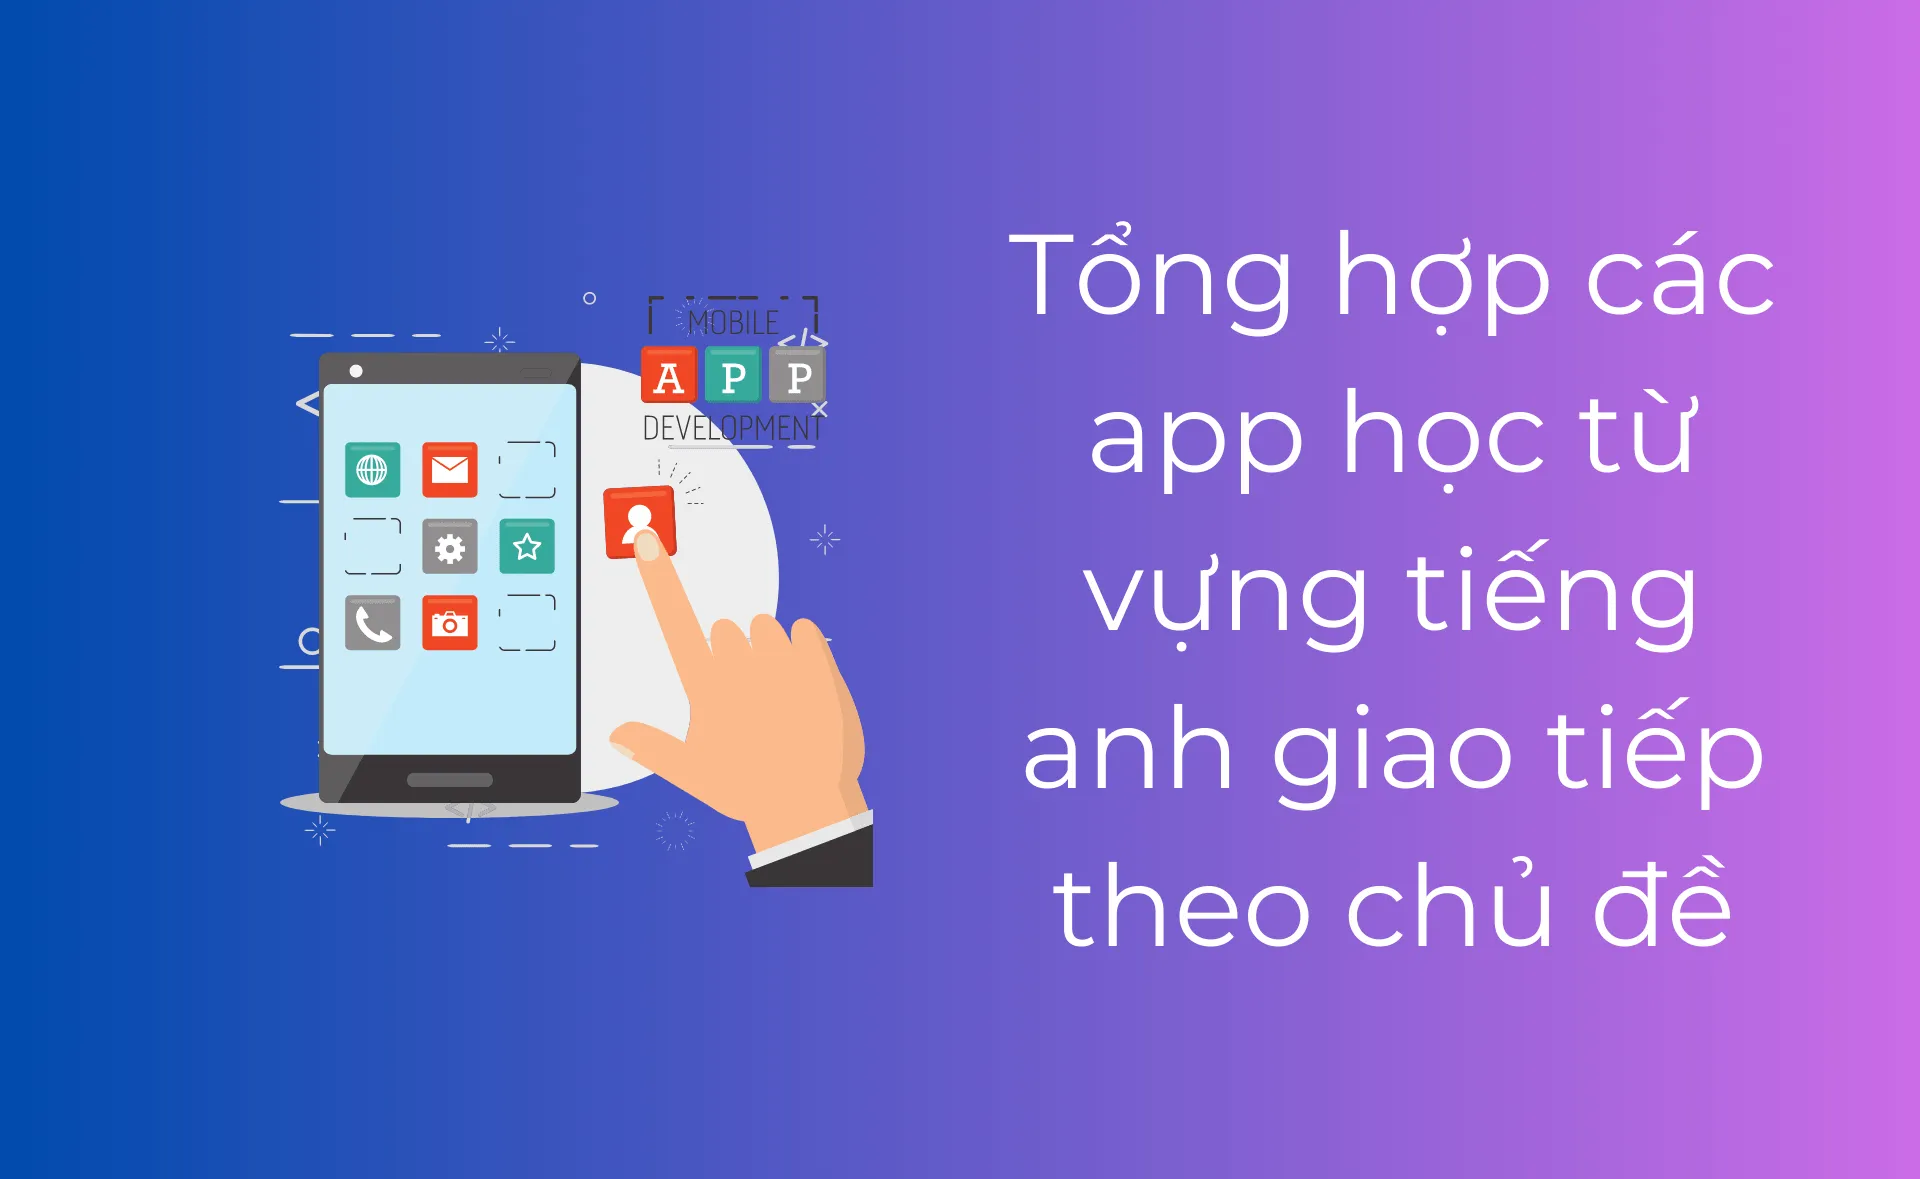 MOBILE
APP
DEVELOPMENT
Tổng hợp các
app học từ
vựng tiếng
anh giao tiếp
theo chủ đề